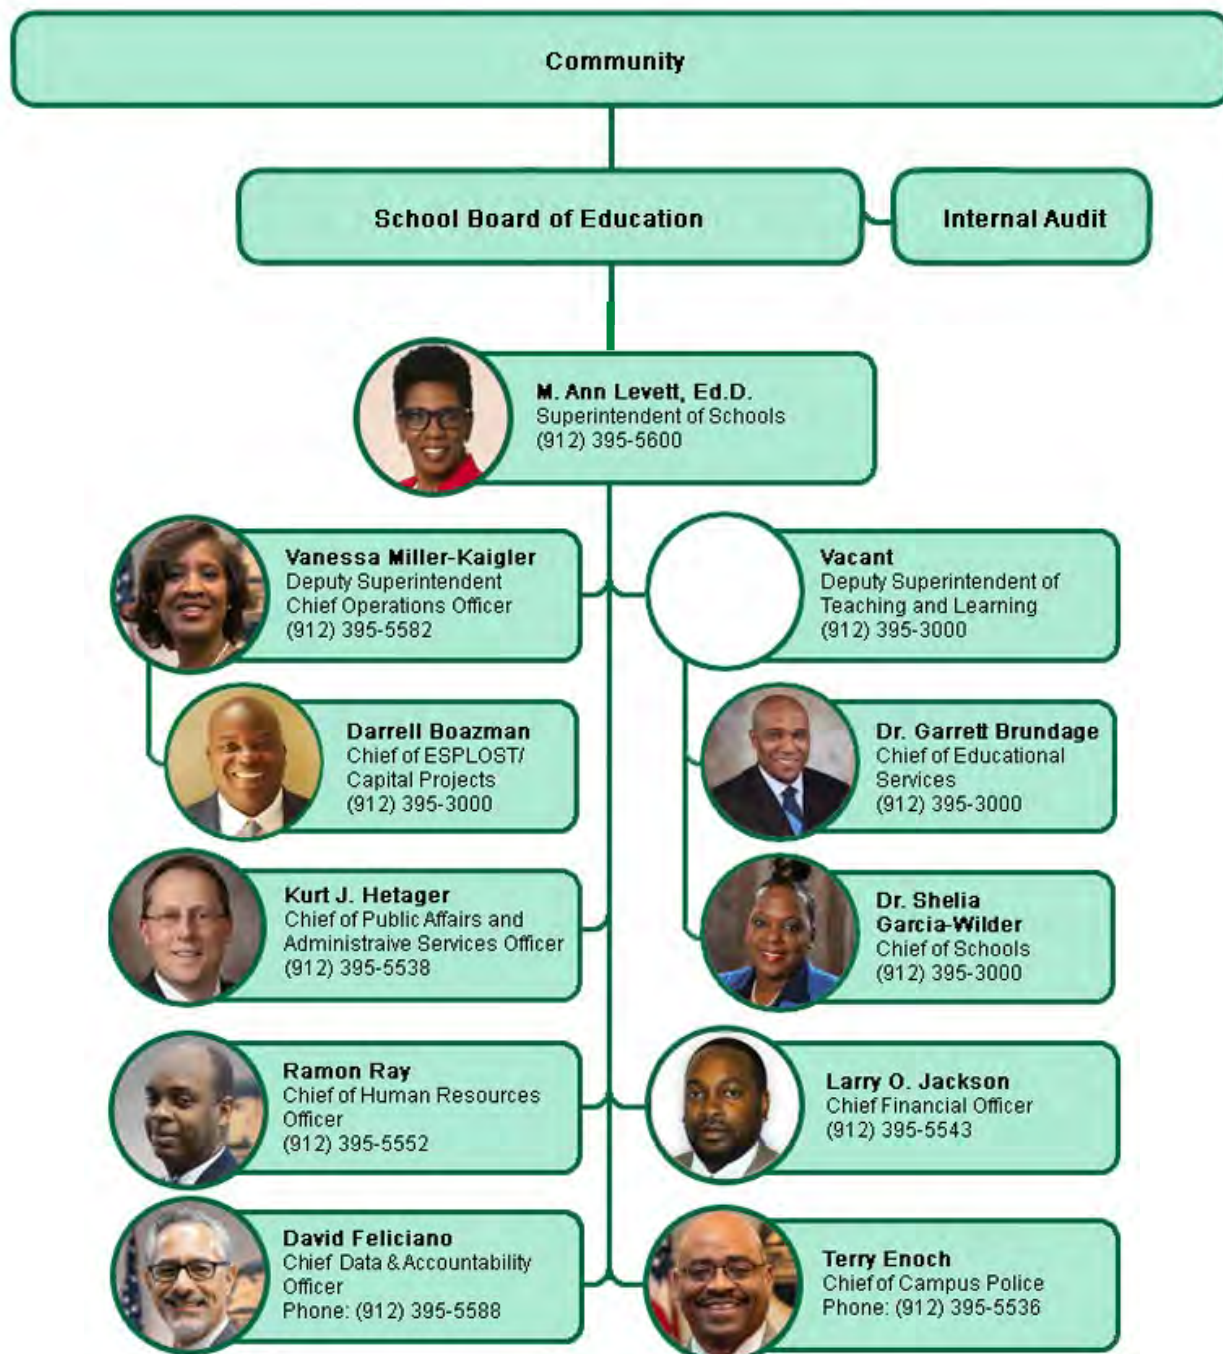 Community
School Board of Education
Internal Audit
M. Ann Levett, Ed.D.
Superintendent of Schools
(912) 395-5600
Vanessa Miller-Kaigler
Deputy Superintendent
Chief Operations Officer
(912) 395-5582
Vacant
Deputy Superintendent of
Teaching and Learning
(912) 395-3000
Darrell Boazman
Chief of ESPLOST/
Capital Projects
(912) 395-3000
Dr. Garrett Brundage
Chief of Educational
Services
(912) 395-3000
Kurt J. Hetager
Chief of Public Affairs and
Administraive Services Officer
(912) 395-5538
Dr. Shelia
Garcia-Wilder
Chief of Schools
(912) 395-3000
Ramon Ray
Chief of Human Resources
Officer
(912) 395-5552
Larry O. Jackson
Chief Financial Officer
(912) 395-5543
David Feliciano
Chief Data & Accountability
Officer
Phone: (912) 395-5588
Terry Enoch
Chief of Campus Police
Phone: (912) 395-5536